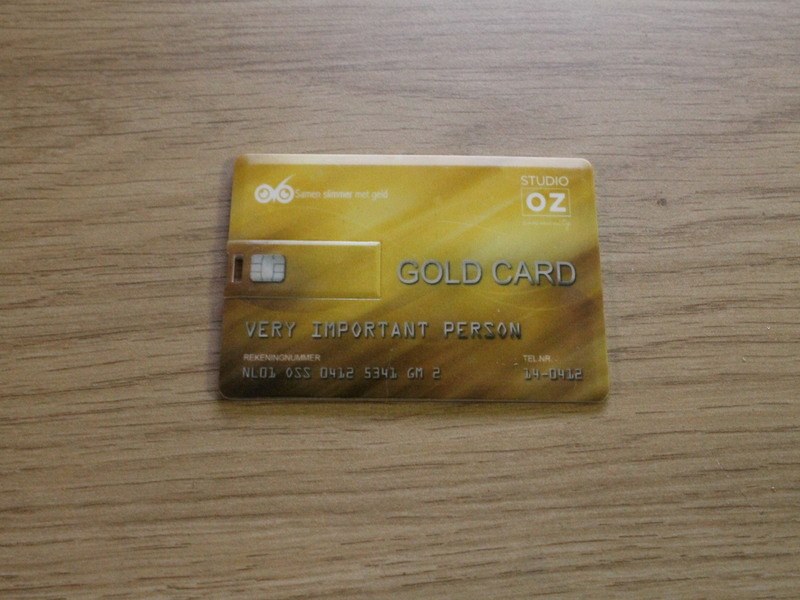 Samen slimmer met geld
STUDIO
OZ
GOLD CARD
VERY IMPORTANT PERSON
REKENINGNUMMER
TEL.NR.
NL01 OSS 0412 5341 GM 2
14-0412